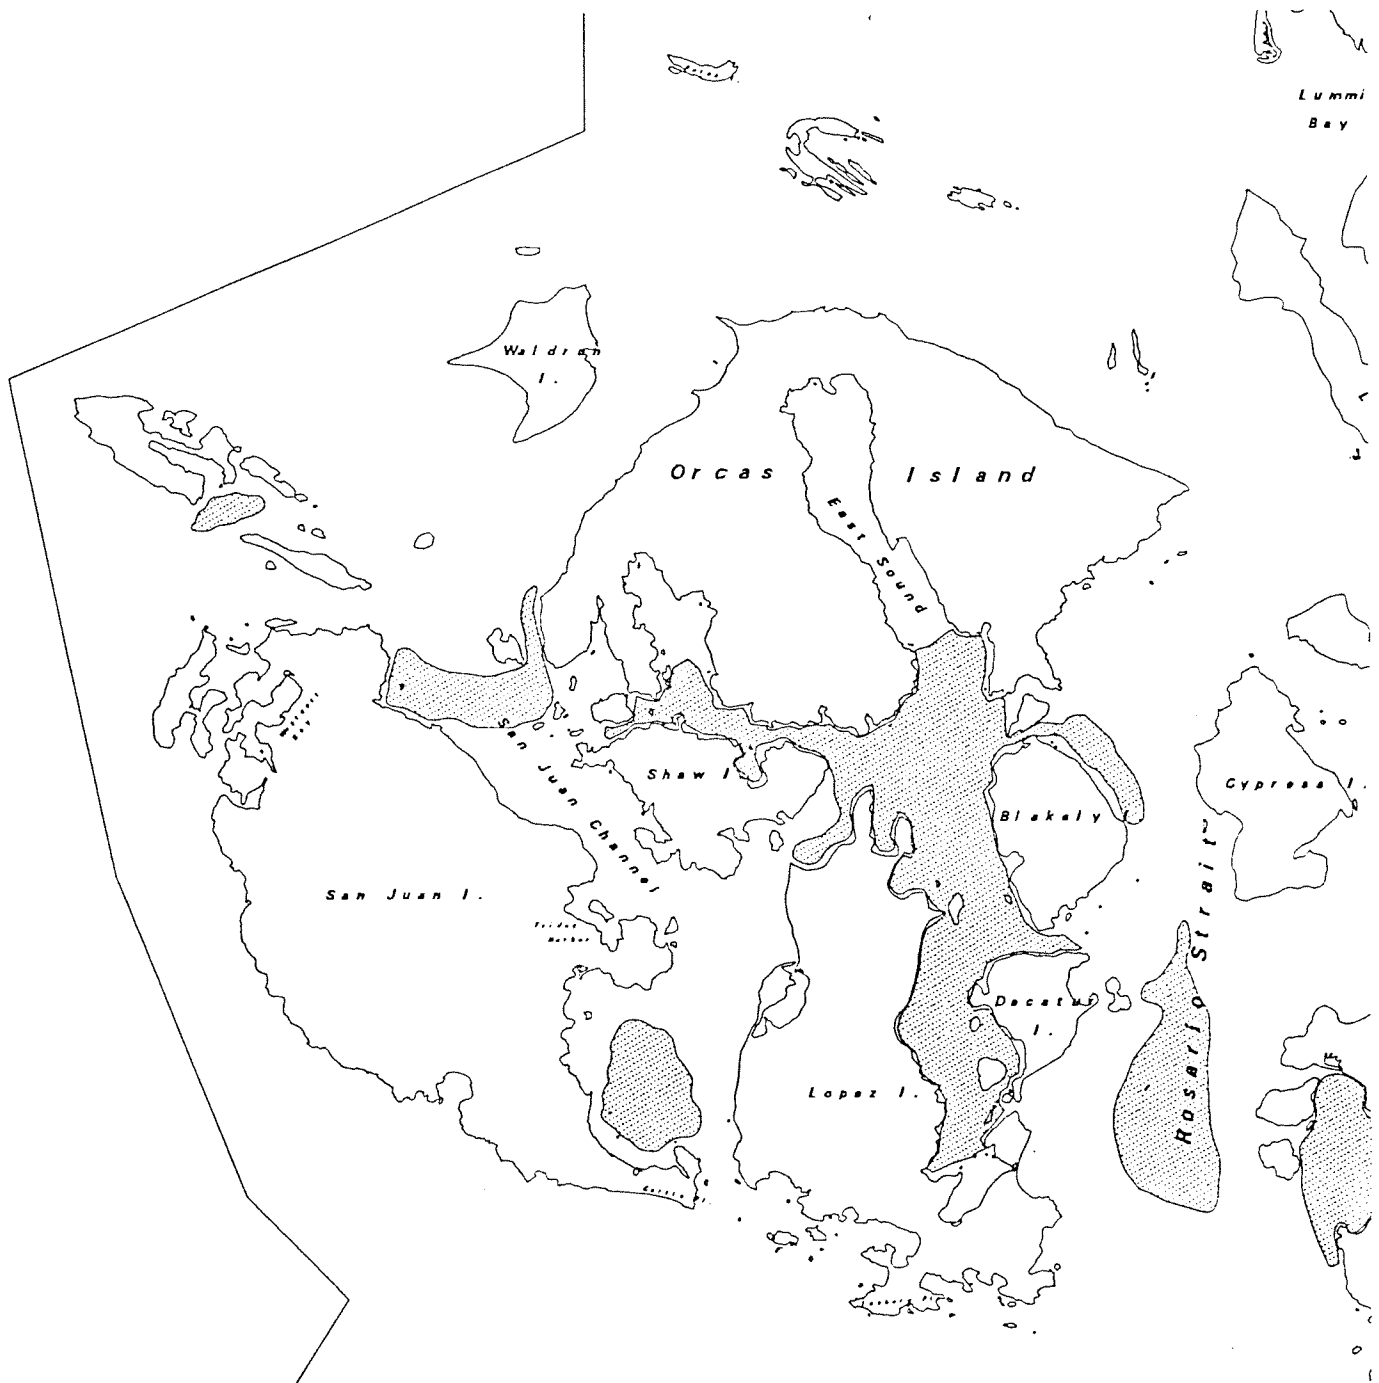 Lummi
Bay
Waldron
I.
Orcas Island
East Sound
San Juan Channel
Shaw I.
Cypress I.
Blakely I.
San Juan I.
Harbor
Rosario Strait
Decatur
I.
Lopez I.